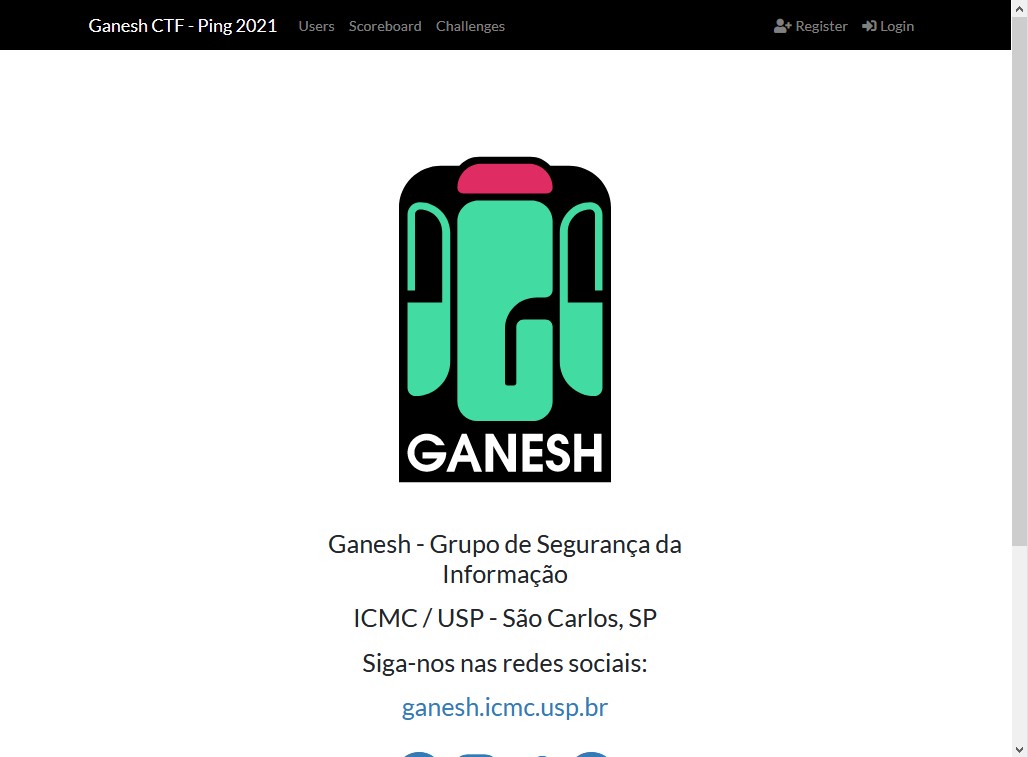 Ganesh CTF - Ping 2021 Users Scoreboard Challenges Register Login
GANESH
Ganesh - Grupo de Segurança da
Informação
ICMC / USP - São Carlos, SP
Siga-nos nas redes sociais:
ganesh.icmc.usp.br